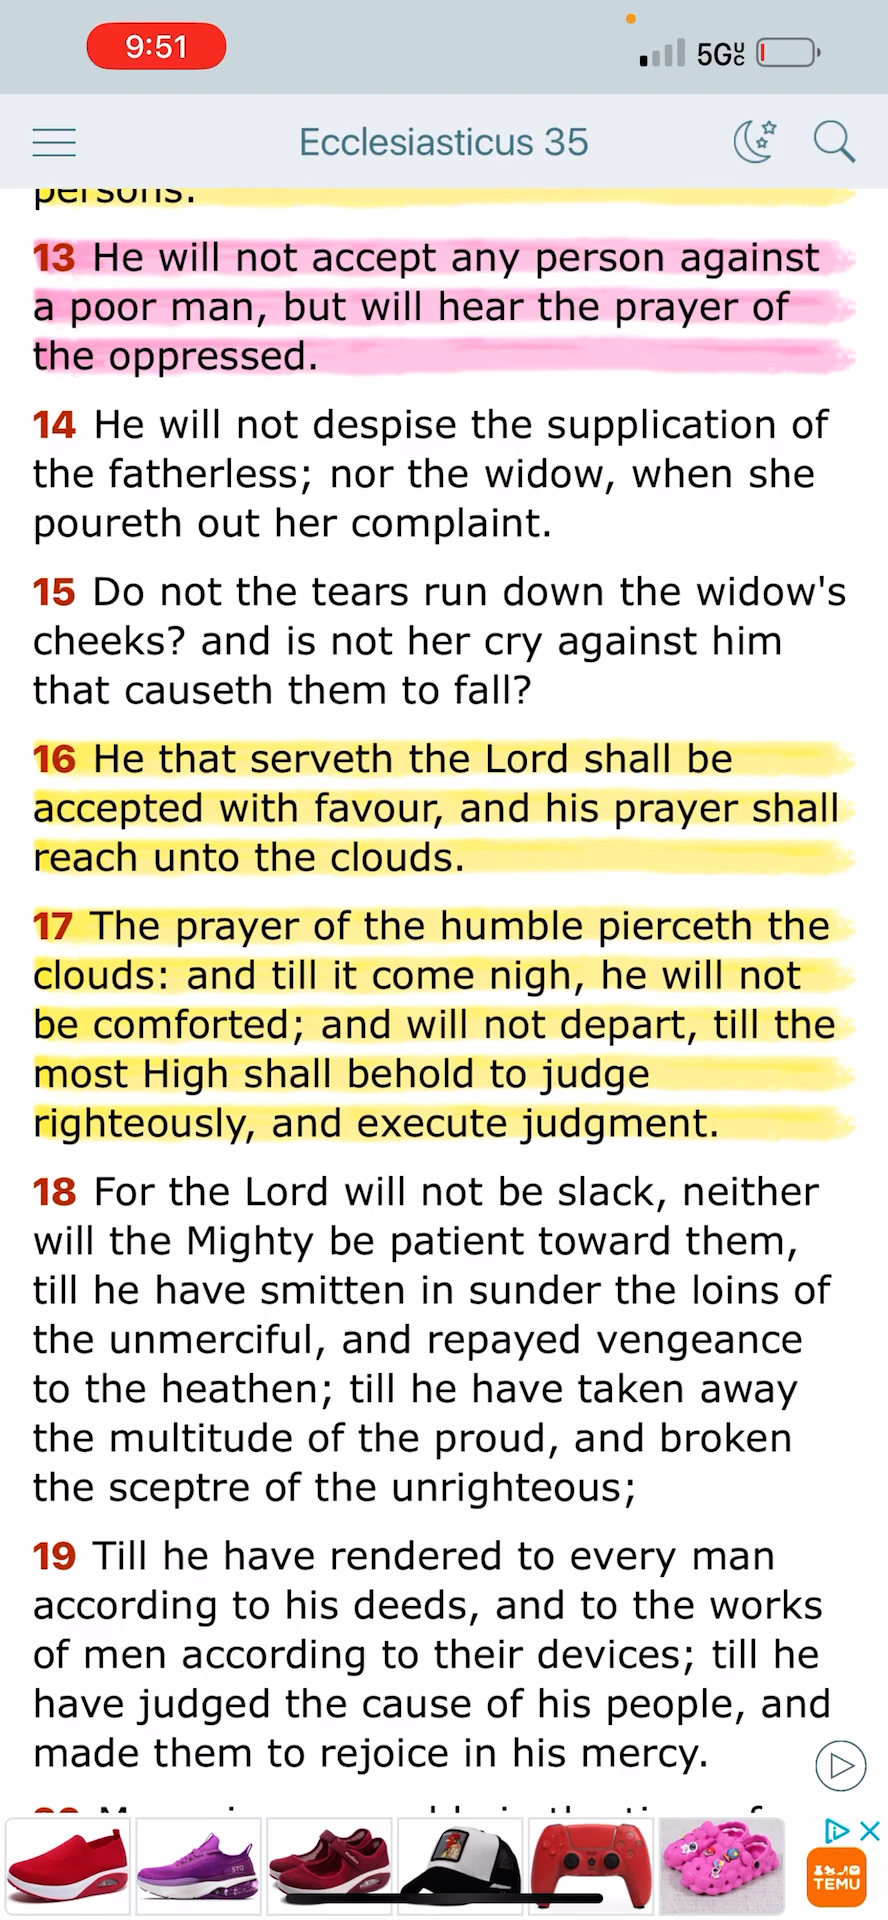 9:51
5G UC
Ecclesiasticus 35
persons.
13 He will not accept any person against
a poor man, but will hear the prayer of
the oppressed.
14 He will not despise the supplication of
the fatherless; nor the widow, when she
poureth out her complaint.
15 Do not the tears run down the widow's
cheeks? and is not her cry against him
that causeth them to fall?
16 He that serveth the Lord shall be
accepted with favour, and his prayer shall
reach unto the clouds.
17 The prayer of the humble pierceth the
clouds: and till it come nigh, he will not
be comforted; and will not depart, till the
most High shall behold to judge
righteously, and execute judgment.
18 For the Lord will not be slack, neither
will the Mighty be patient toward them,
till he have smitten in sunder the loins of
the unmerciful, and repayed vengeance
to the heathen; till he have taken away
the multitude of the proud, and broken
the sceptre of the unrighteous;
19 Till he have rendered to every man
according to his deeds, and to the works
of men according to their devices; till he
have judged the cause of his people, and
made them to rejoice in his mercy.
TEMU